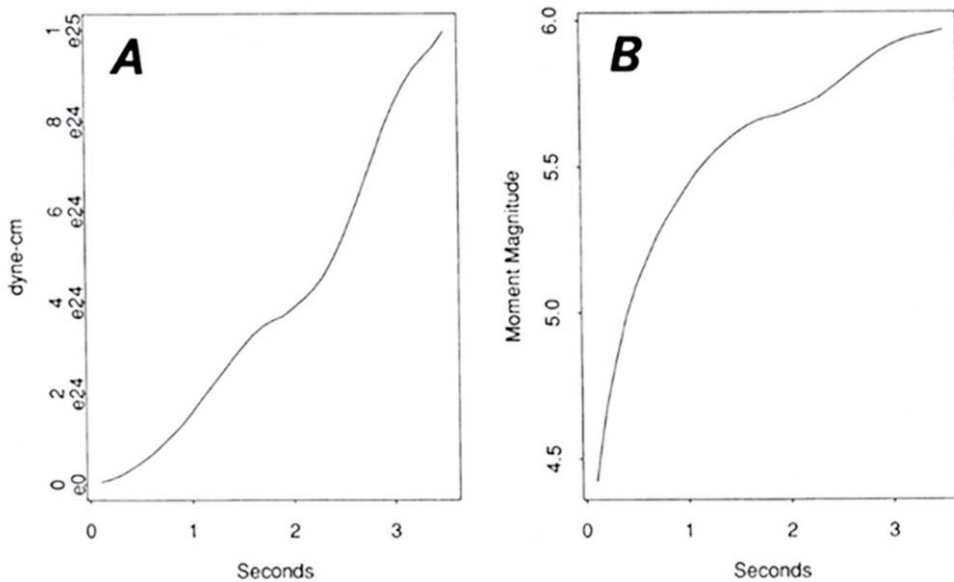 A
dyne-cm
1
e25
8
e24
6
e24
4
e24
2
e24
0
e0
0 1 2 3
Seconds
B
Moment Magnitude
6.0
5.5
5.0
4.5
0 1 2 3
Seconds